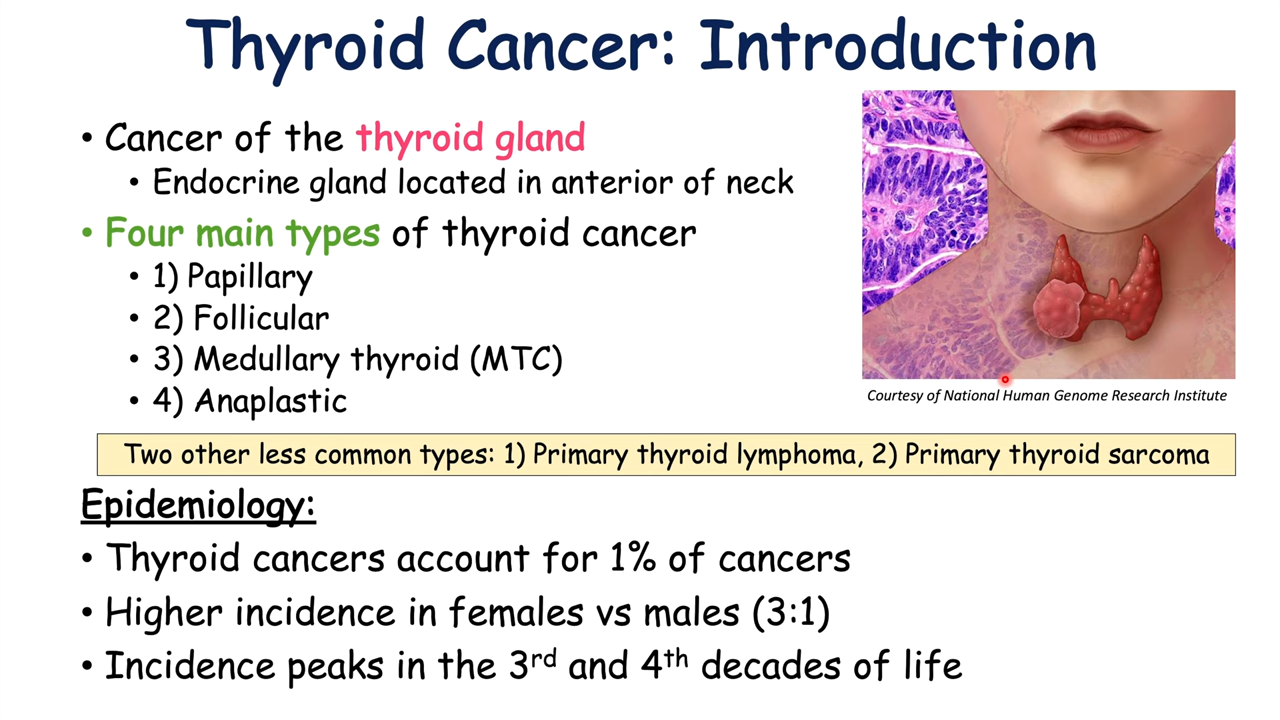 Thyroid Cancer: Introduction
• Cancer of the thyroid gland
• Endocrine gland located in anterior of neck
• Four main types of thyroid cancer
• 1) Papillary
• 2) Follicular
• 3) Medullary thyroid (MTC)
• 4) Anaplastic
Courtesy of National Human Genome Research Institute
Two other less common types: 1) Primary thyroid lymphoma, 2) Primary thyroid sarcoma
Epidemiology:
• Thyroid cancers account for 1% of cancers
• Higher incidence in females vs males (3:1)
• Incidence peaks in the 3rd and 4th decades of life